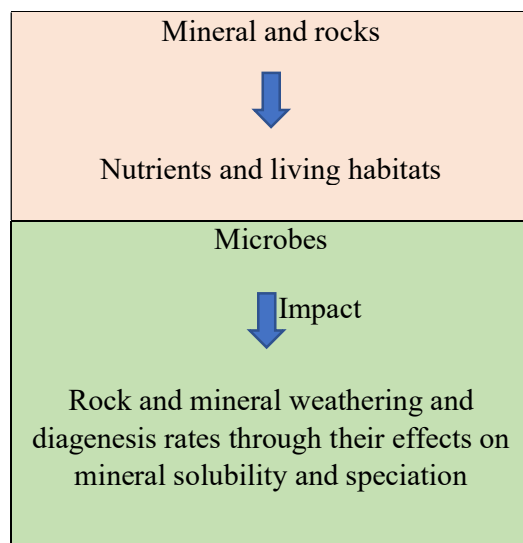 Mineral and rocks
Nutrients and living habitats
Microbes
Impact
Rock and mineral weathering and
diagenesis rates through their effects on
mineral solubility and speciation